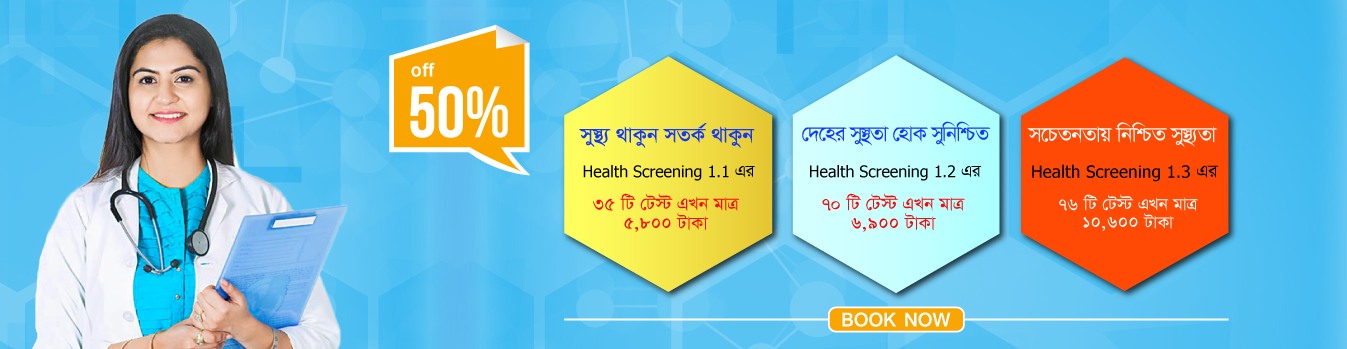 off
50%
সুস্থ্য থাকুন সতর্ক থাকুন
Health Screening 1.1 এর
৩৫ টি টেস্ট এখন মাত্র
৫,৮০০ টাকা
দেহের সুস্থতা হোক সুনিশ্চিত
Health Screening 1.2 এর
৭০ টি টেস্ট এখন মাত্র
৬,৯০০ টাকা
সচেতনতায় নিশ্চিত সুস্থ্যতা
Health Screening 1.3 এর
৭৬ টি টেস্ট এখন মাত্র
১০,৬০০ টাকা
BOOK NOW